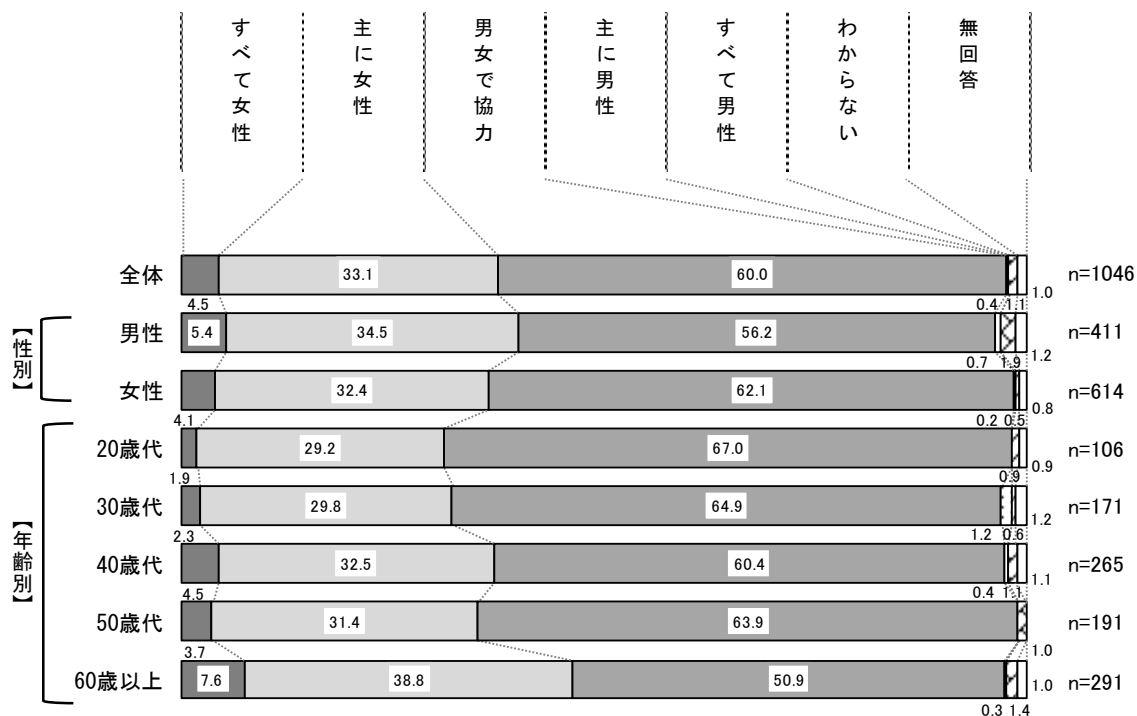 すべて女性
主に女性
男女で協力
主に男性
すべて男性
わからない
無回答
全体
33.1
60.0
n=1046
4.5
0.4
1.1
1.0
【性別】
男性
5.4
34.5
56.2
n=411
0.7
1.9
1.2
女性
32.4
62.1
n=614
4.1
0.2
0.5
0.8
【年齢別】
20歳代
29.2
67.0
n=106
1.9
0.9
0.9
30歳代
29.8
64.9
n=171
2.3
1.2
0.6
1.2
40歳代
32.5
60.4
n=265
4.5
0.4
1.1
1.1
50歳代
31.4
63.9
n=191
3.7
1.0
60歳以上
7.6
38.8
50.9
1.0
n=291
0.3
1.4